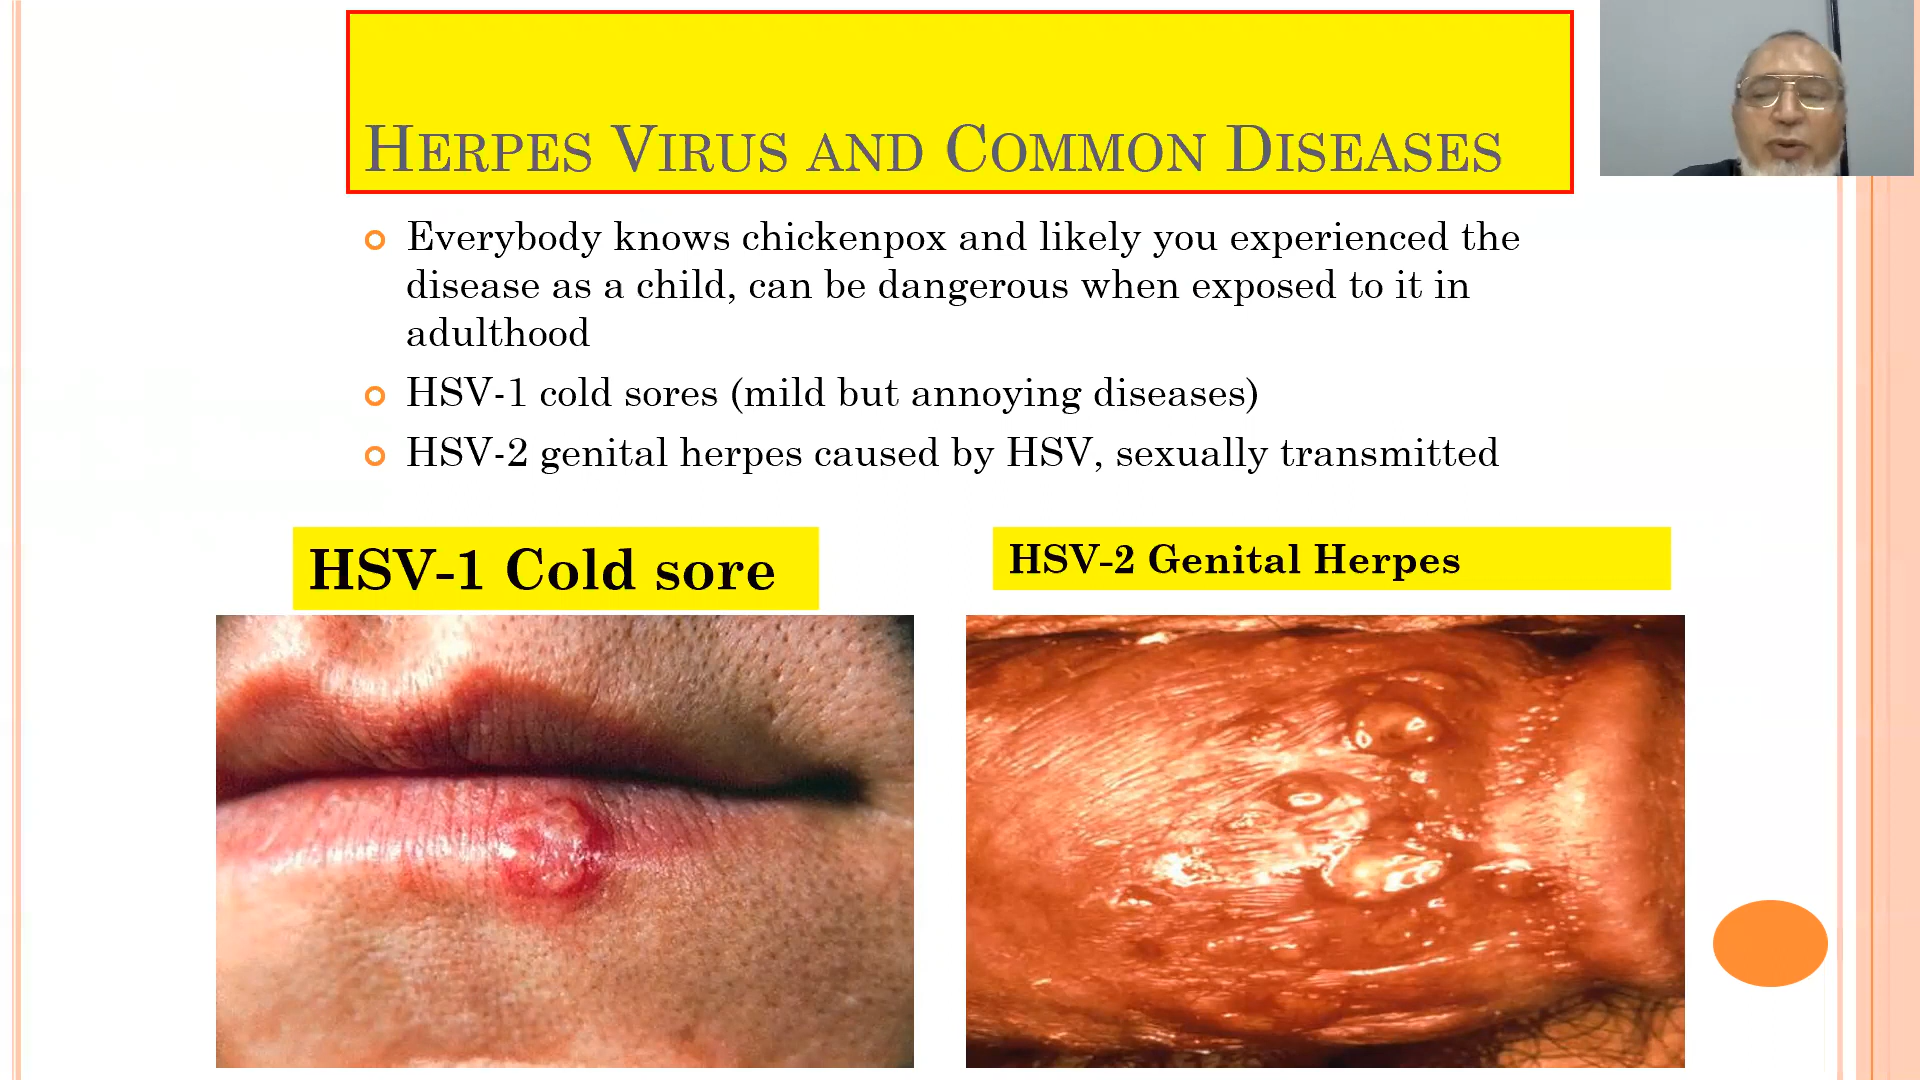 Herpes Virus and Common Diseases
Everybody knows chickenpox and likely you experienced the
disease as a child, can be dangerous when exposed to it in
adulthood
HSV-1 cold sores (mild but annoying diseases)
HSV-2 genital herpes caused by HSV, sexually transmitted
HSV-1 Cold sore
HSV-2 Genital Herpes